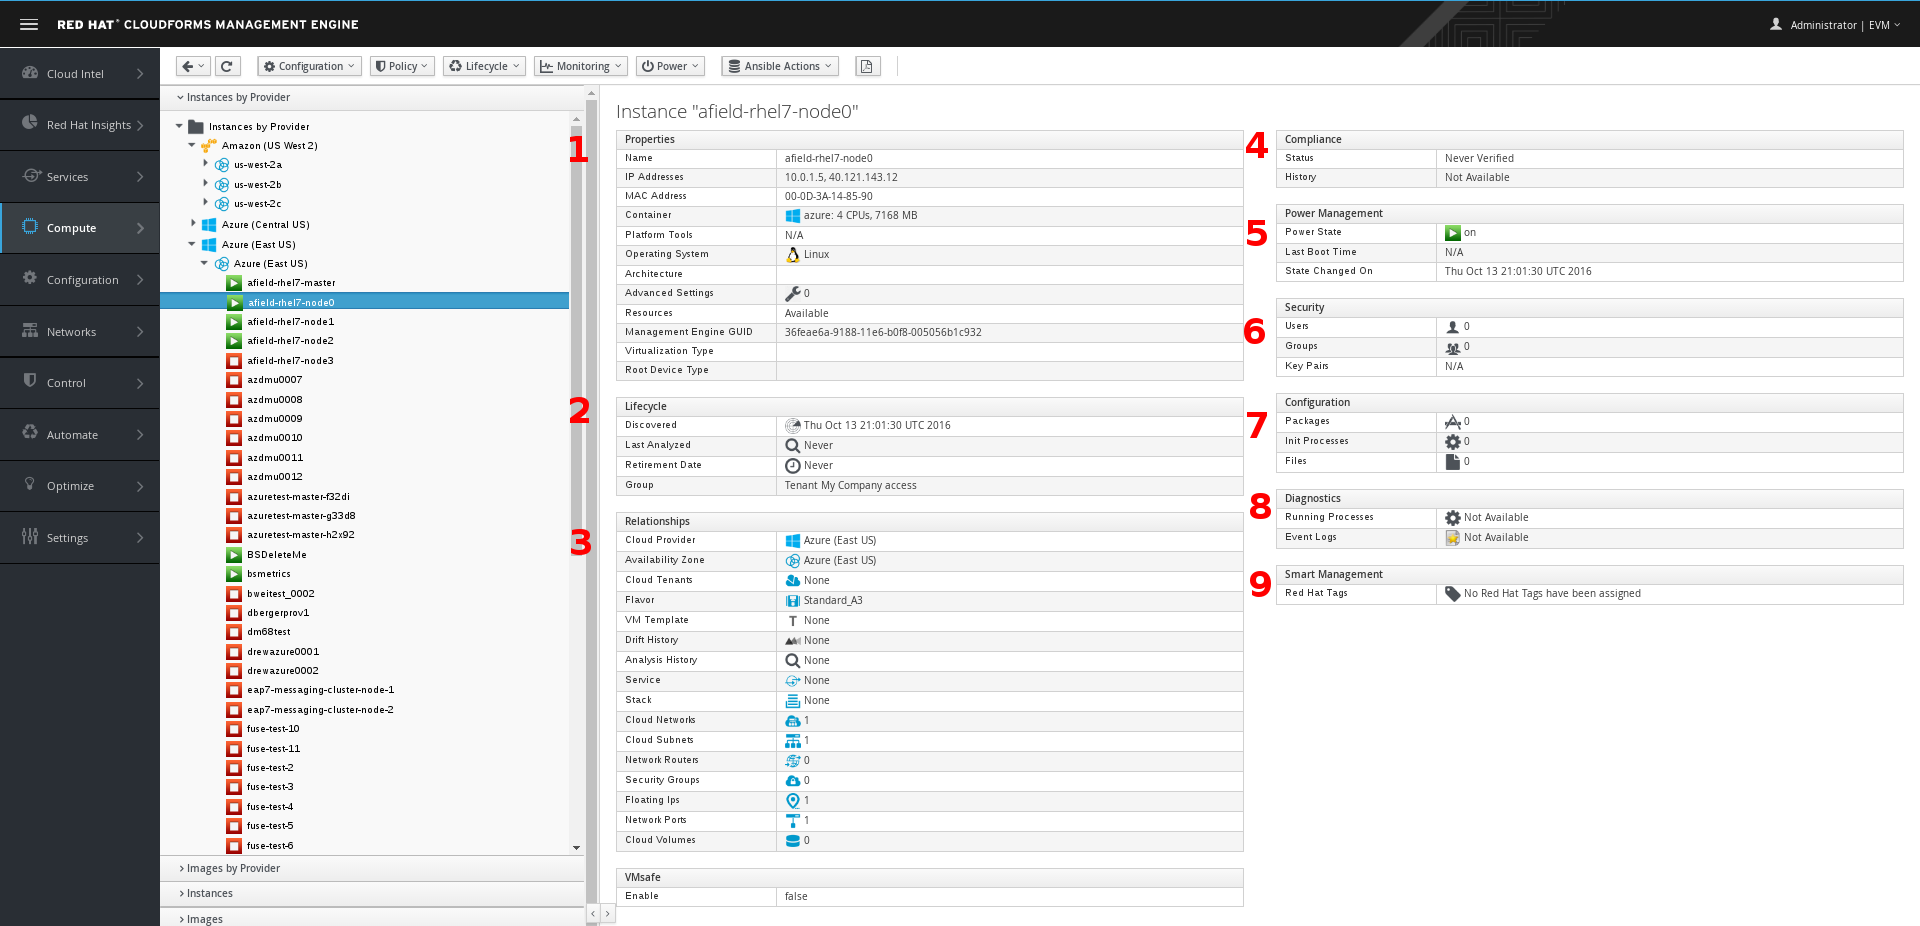 RED HAT® CLOUDFORMS MANAGEMENT ENGINE
Administrator | EVM
Cloud Intel
Red Hat Insights
Services
Compute
Configuration
Networks
Control
Automate
Optimize
Settings
Configuration
Policy
Lifecycle
Monitoring
Power
Ansible Actions
Instances by Provider
Instances by Provider
Amazon (US West 2)
us-west-2a
us-west-2b
us-west-2c
Azure (Central US)
Azure (East US)
Azure (East US)
afield-rhel7-master
afield-rhel7-node0
afield-rhel7-node1
afield-rhel7-node2
afield-rhel7-node3
azdmu0007
azdmu0008
azdmu0009
azdmu0010
azdmu0011
azdmu0012
azuretest-master-f32di
azuretest-master-g33d8
azuretest-master-h2x92
BSDeleteMe
bsmetrics
bweitest_0002
dbergerprov1
dm68test
drewazure0001
drewazure0002
eap7-messaging-cluster-node-1
eap7-messaging-cluster-node-2
fuse-test-10
fuse-test-11
fuse-test-2
fuse-test-3
fuse-test-4
fuse-test-5
fuse-test-6
Images by Provider
Instances
Images
Instance "afield-rhel7-node0"
1
Properties
Name afield-rhel7-node0
IP Addresses 10.0.1.5, 40.121.143.12
MAC Address 00-0D-3A-14-85-90
Container azure: 4 CPUs, 7168 MB
Platform Tools N/A
Operating System Linux
Architecture
Advanced Settings 0
Resources Available
Management Engine GUID 36feae6a-9188-11e6-b0f8-005056b1c932
Virtualization Type
Root Device Type
2
Lifecycle
Discovered Thu Oct 13 21:01:30 UTC 2016
Last Analyzed Never
Retirement Date Never
Group Tenant My Company access
3
Relationships
Cloud Provider Azure (East US)
Availability Zone Azure (East US)
Cloud Tenants None
Flavor Standard_A3
VM Template None
Drift History None
Analysis History None
Service None
Stack None
Cloud Networks 1
Cloud Subnets 1
Network Routers 0
Security Groups 0
Floating Ips 1
Network Ports 1
Cloud Volumes 0
VMsafe
Enable false
4
Compliance
Status Never Verified
History Not Available
5
Power Management
Power State on
Last Boot Time N/A
State Changed On Thu Oct 13 21:01:30 UTC 2016
6
Security
Users 0
Groups 0
Key Pairs N/A
7
Configuration
Packages 0
Init Processes 0
Files 0
8
Diagnostics
Running Processes Not Available
Event Logs Not Available
9
Smart Management
Red Hat Tags No Red Hat Tags have been assigned